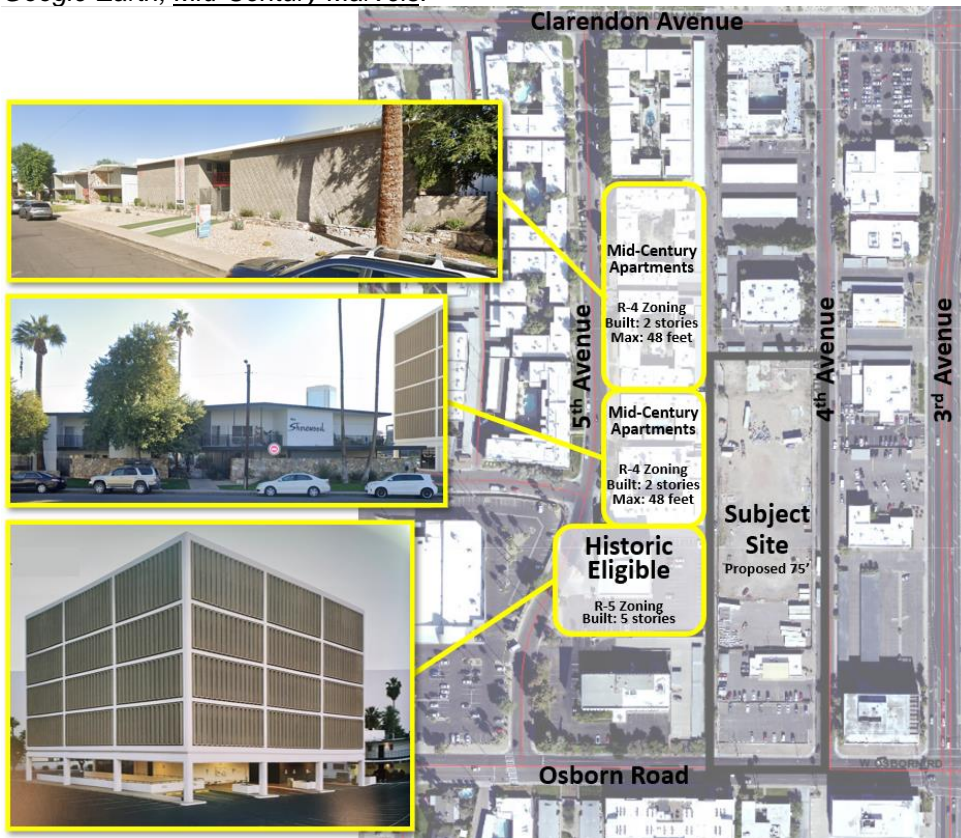 Google Earth, Mid-Century Marvels.
Clarendon Avenue
Mid-Century
Apartments
R-4 Zoning
Built: 2 stories
Max: 48 feet
5th Avenue
4th Avenue
3rd Avenue
Shorewood
Mid-Century
Apartments
R-4 Zoning
Built: 2 stories
Max: 48 feet
Subject
Site
Proposed 75'
Historic
Eligible
R-5 Zoning
Built: 5 stories
Osborn Road
W OSBORN RD